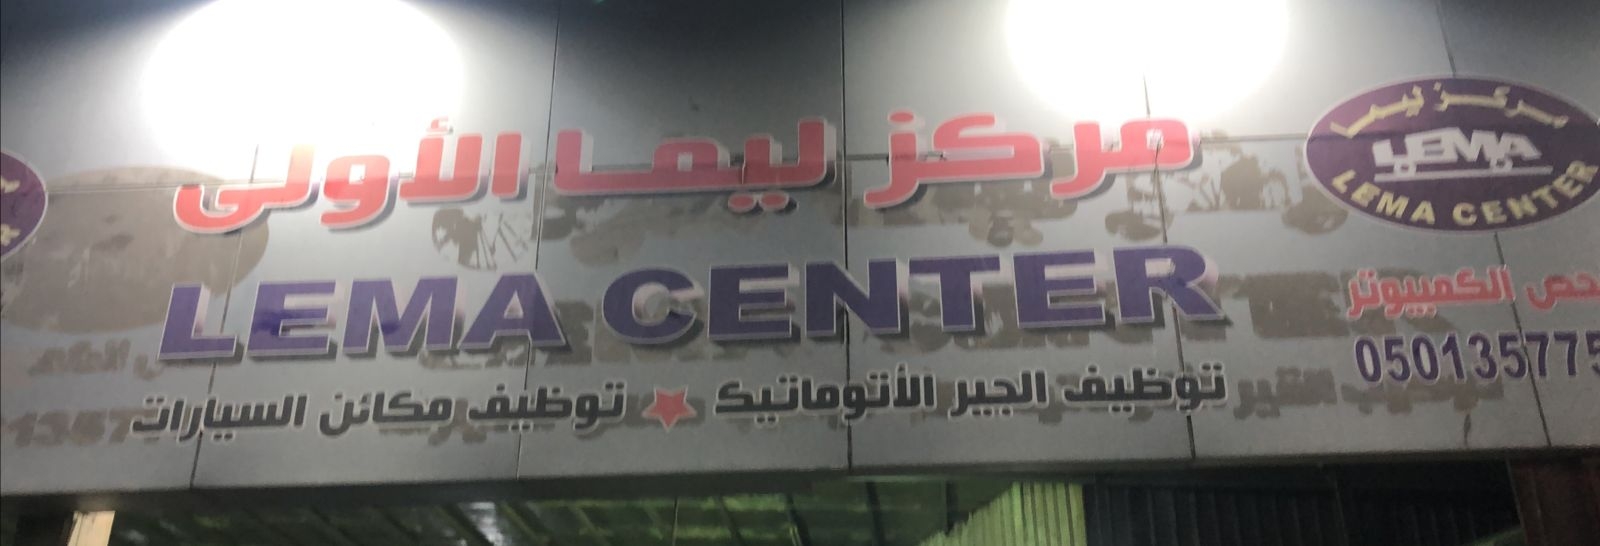 مركز ليما الأولى
LEMA CENTER
توظيف الجير الأتوماتيك ★ توظيف مكائن السيارات
مركز ليما
LEMA
LEMA CENTER
الكمبيوتر
050135775